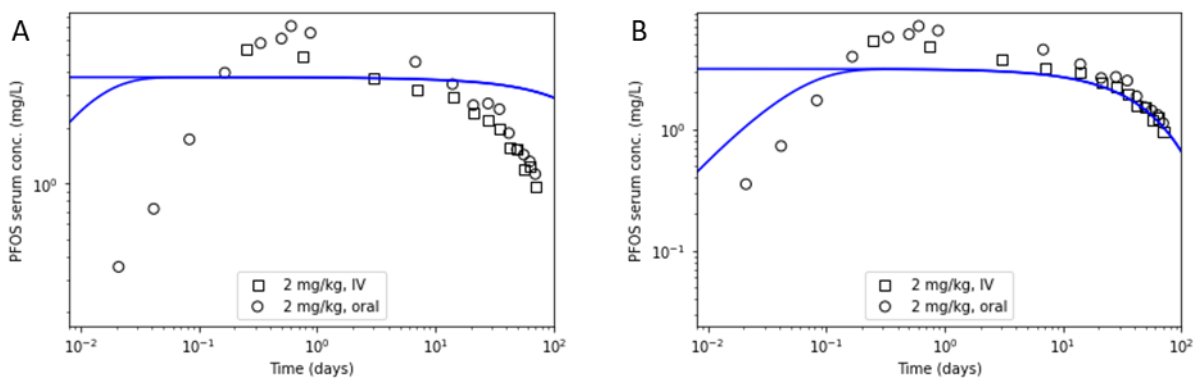 A
PFOS serum conc. (mg/L)
10⁰
2 mg/kg, IV
2 mg/kg, oral
10⁻² 10⁻¹ 10⁰ 10¹ 10²
Time (days)
B
PFOS serum conc. (mg/L)
10⁰
10⁻¹
2 mg/kg, IV
2 mg/kg, oral
10⁻² 10⁻¹ 10⁰ 10¹ 10²
Time (days)